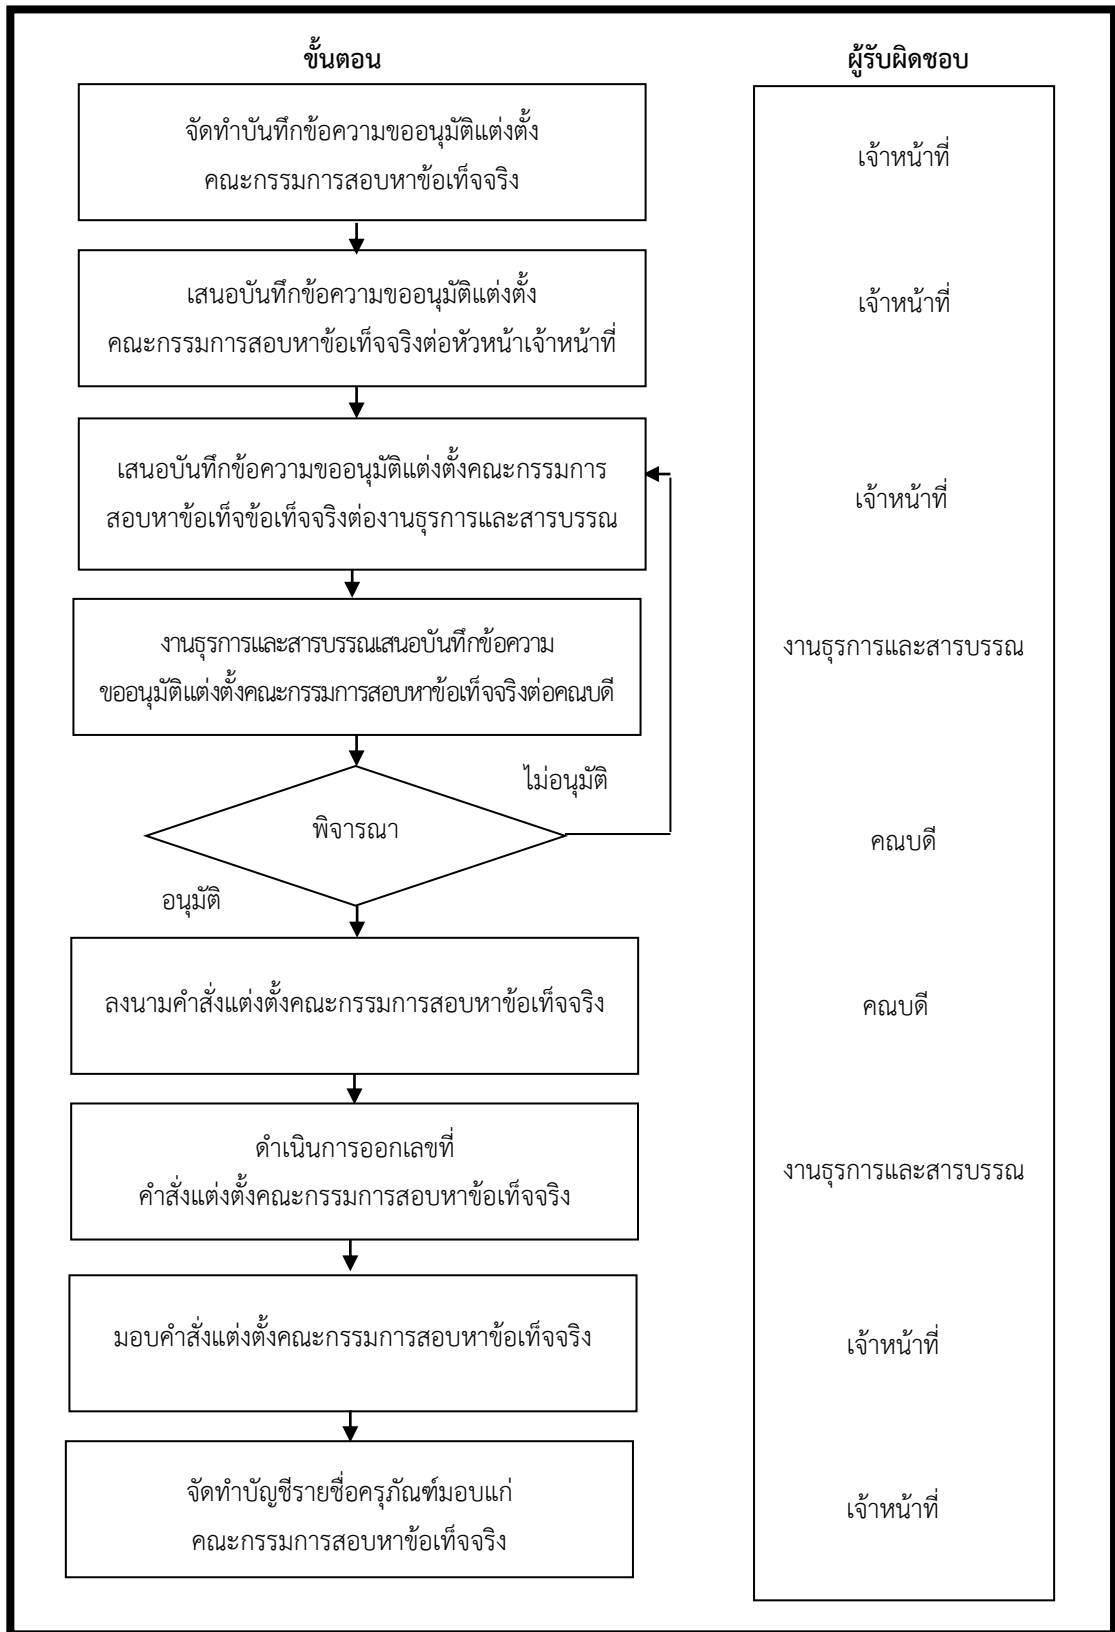 ขั้นตอน
ผู้รับผิดชอบ
จัดทำบันทึกข้อความขออนุมัติแต่งตั้ง
คณะกรรมการสอบหาข้อเท็จจริง
เจ้าหน้าที่
เสนอบันทึกข้อความขออนุมัติแต่งตั้ง
คณะกรรมการสอบหาข้อเท็จจริงต่อหัวหน้าเจ้าหน้าที่
เจ้าหน้าที่
เสนอบันทึกข้อความขออนุมัติแต่งตั้งคณะกรรมการ
สอบหาข้อเท็จข้อเท็จจริงต่องานธุรการและสารบรรณ
เจ้าหน้าที่
งานธุรการและสารบรรณเสนอบันทึกข้อความ
ขออนุมัติแต่งตั้งคณะกรรมการสอบหาข้อเท็จจริงต่อคณบดี
งานธุรการและสารบรรณ
ไม่อนุมัติ
พิจารณา
คณบดี
อนุมัติ
ลงนามคำสั่งแต่งตั้งคณะกรรมการสอบหาข้อเท็จจริง
คณบดี
ดำเนินการออกเลขที่
คำสั่งแต่งตั้งคณะกรรมการสอบหาข้อเท็จจริง
งานธุรการและสารบรรณ
มอบคำสั่งแต่งตั้งคณะกรรมการสอบหาข้อเท็จจริง
เจ้าหน้าที่
จัดทำบัญชีรายชื่อครุภัณฑ์มอบแก่
คณะกรรมการสอบหาข้อเท็จจริง
เจ้าหน้าที่